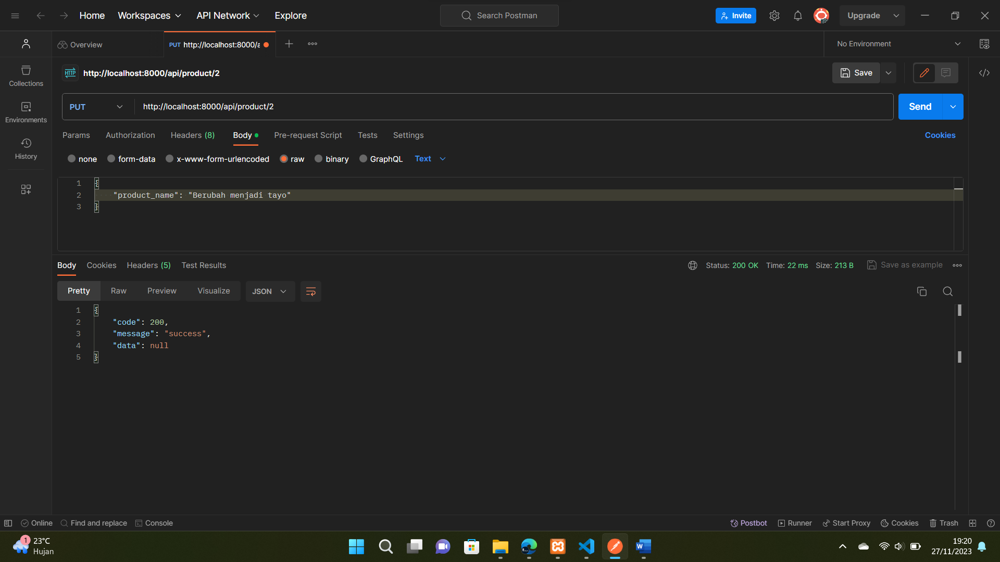 Home Workspaces API Network Explore Search Postman Invite Upgrade
Overview PUT http://localhost:8000/a No Environment
HTTP http://localhost:8000/api/product/2 Save
Collections
Environments
History
PUT http://localhost:8000/api/product/2 Send
Params Authorization Headers (8) Body Pre-request Script Tests Settings Cookies
none form-data x-www-form-urlencoded raw binary GraphQL Text
1 {
2 "product_name": "Berubah menjadi tayo"
3 }
Body Cookies Headers (5) Test Results Status: 200 OK Time: 22 ms Size: 213 B Save as example
Pretty Raw Preview Visualize JSON
1 {
2 "code": 200,
3 "message": "success",
4 "data": null
5 }
Online Find and replace Console Postbot Runner Start Proxy Cookies Trash
1 23°C
Hujan
W
19:20
27/11/2023